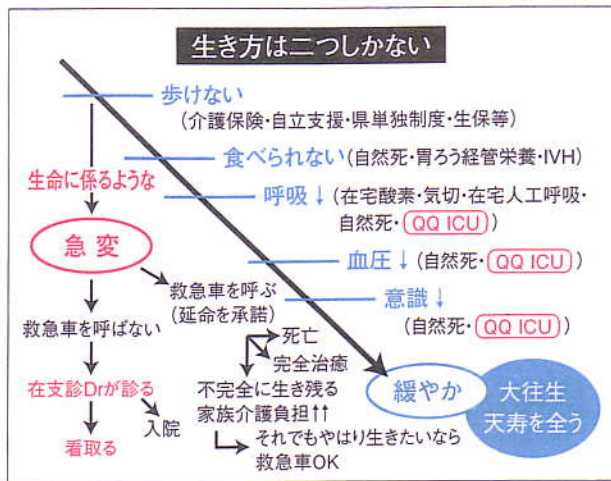 生き方は二つしかない
歩けない
(介護保険・自立支援・県単独制度・生保等)
食べられない(自然死・胃ろう経管栄養・IVH)
生命に係るような
急変
呼吸↓(在宅酸素・気切・在宅人工呼吸・
自然死・QQ ICU)
血圧↓(自然死・QQ ICU)
意識↓
(自然死・QQ ICU)
救急車を呼ぶ
(延命を承諾)
救急車を呼ばない
在支診Drが診る
入院
看取る
死亡
完全治癒
不完全に生き残る
家族介護負担↑↑
それでもやはり生きたいなら
救急車OK
緩やか
大往生
天寿を全う